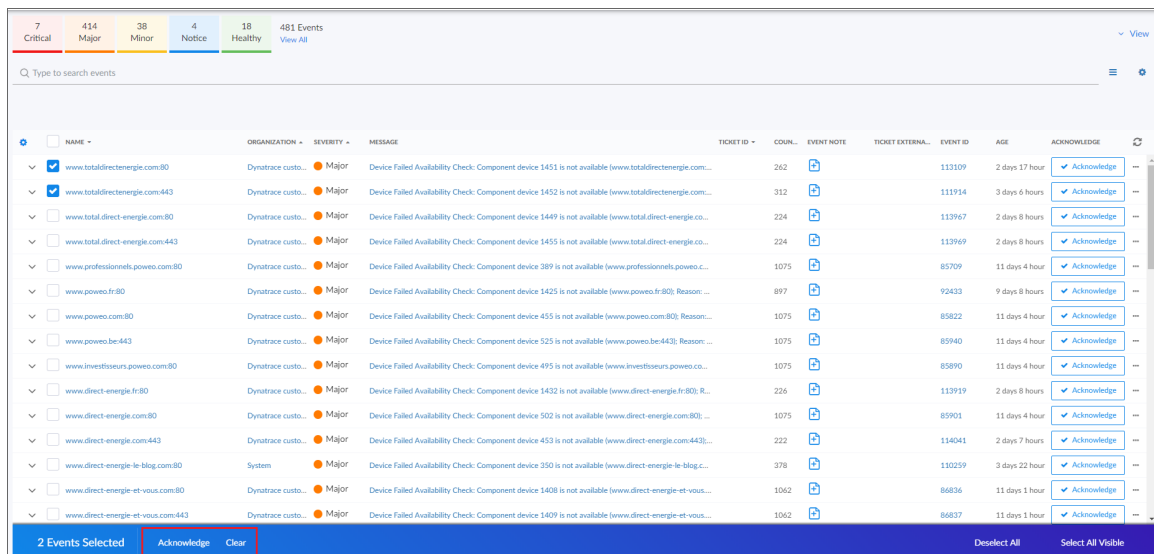 7 414 38 4 18 481 Events
Critical Major Minor Notice Healthy View All
View
Type to search events
NAME ORGANIZATION SEVERITY MESSAGE TICKET ID COUN... EVENT NOTE TICKET EXTERNA... EVENT ID AGE ACKNOWLEDGE
www.totaldirectenergie.com:80 Dynatrace custo... Major Device Failed Availability Check: Component device 1451 is not available (www.totaldirectenergie.com:... 262 113109 2 days 17 hour Acknowledge
www.totaldirectenergie.com:443 Dynatrace custo... Major Device Failed Availability Check: Component device 1452 is not available (www.totaldirectenergie.com:... 312 111914 3 days 6 hours Acknowledge
www.total.direct-energie.com:80 Dynatrace custo... Major Device Failed Availability Check: Component device 1449 is not available (www.total.direct-energie.co... 224 113967 2 days 8 hours Acknowledge
www.total.direct-energie.com:443 Dynatrace custo... Major Device Failed Availability Check: Component device 1455 is not available (www.total.direct-energie.co... 224 113969 2 days 8 hours Acknowledge
www.professionnels.poweo.com:80 Dynatrace custo... Major Device Failed Availability Check: Component device 389 is not available (www.professionnels.poweo.c... 1075 85709 11 days 4 hour Acknowledge
www.poweo.fr:80 Dynatrace custo... Major Device Failed Availability Check: Component device 1425 is not available (www.poweo.fr:80); Reason: ... 897 92433 9 days 8 hours Acknowledge
www.poweo.com:80 Dynatrace custo... Major Device Failed Availability Check: Component device 455 is not available (www.poweo.com:80); Reason:... 1075 85822 11 days 4 hour Acknowledge
www.poweo.be:443 Dynatrace custo... Major Device Failed Availability Check: Component device 525 is not available (www.poweo.be:443); Reason: ... 1075 85940 11 days 4 hour Acknowledge
www.investisseurs.poweo.com:80 Dynatrace custo... Major Device Failed Availability Check: Component device 495 is not available (www.investisseurs.poweo.co... 1075 85890 11 days 4 hour Acknowledge
www.direct-energie.fr:80 Dynatrace custo... Major Device Failed Availability Check: Component device 1432 is not available (www.direct-energie.fr:80); R... 226 113919 2 days 8 hours Acknowledge
www.direct-energie.com:80 Dynatrace custo... Major Device Failed Availability Check: Component device 502 is not available (www.direct-energie.com:80); ... 1075 85901 11 days 4 hour Acknowledge
www.direct-energie.com:443 Dynatrace custo... Major Device Failed Availability Check: Component device 453 is not available (www.direct-energie.com:443);... 222 114041 2 days 7 hours Acknowledge
www.direct-energie-le-blog.com:80 System Major Device Failed Availability Check: Component device 350 is not available (www.direct-energie-le-blog.c... 378 110259 3 days 22 hour Acknowledge
www.direct-energie-et-vous.com:80 Dynatrace custo... Major Device Failed Availability Check: Component device 1408 is not available (www.direct-energie-et-vous.... 1062 86836 11 days 1 hour Acknowledge
www.direct-energie-et-vous.com:443 Dynatrace custo... Major Device Failed Availability Check: Component device 1409 is not available (www.direct-energie-et-vous.... 1062 86837 11 days 1 hour Acknowledge
2 Events Selected Acknowledge Clear Deselect All Select All Visible